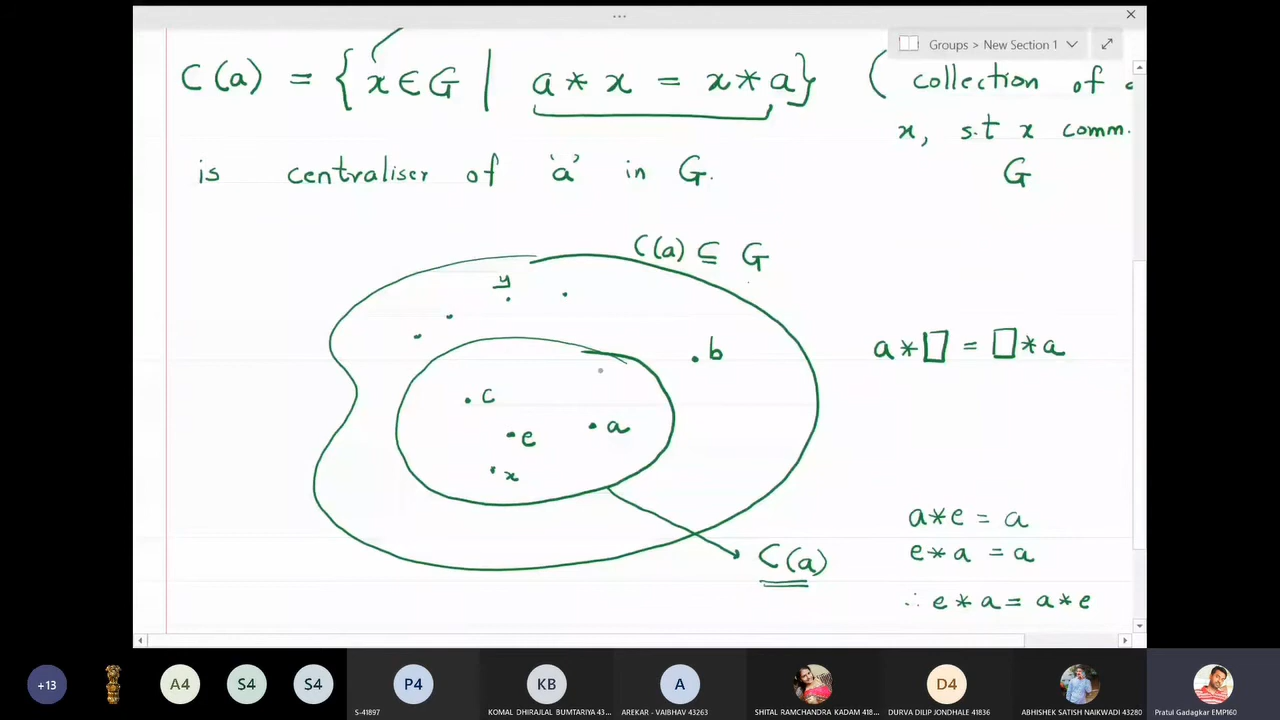 Groups > New Section 1
C(a) = { x ∈ G | a * x = x * a } ( collection of
x, s.t x comm.
is centraliser of 'a' in G. G
C(a) ⊆ G
y
b
a * □ = □ * a
c
a
e
x
a * e = a
e * a = a
C(a)
∴ e * a = a * e
+13
A4
S4
S4
P4
KB
A
D4
S-41897
KOMAL DHIRAJLAL BUMTARIYA 43...
AREKAR - VAIBHAV 43263
SHITAL RAMCHANDRA KADAM 418...
DURVA DILIP JONDHALE 41836
ABHISHEK SATISH NAIKWADI 43280
Pratul Gadagkar EMP160